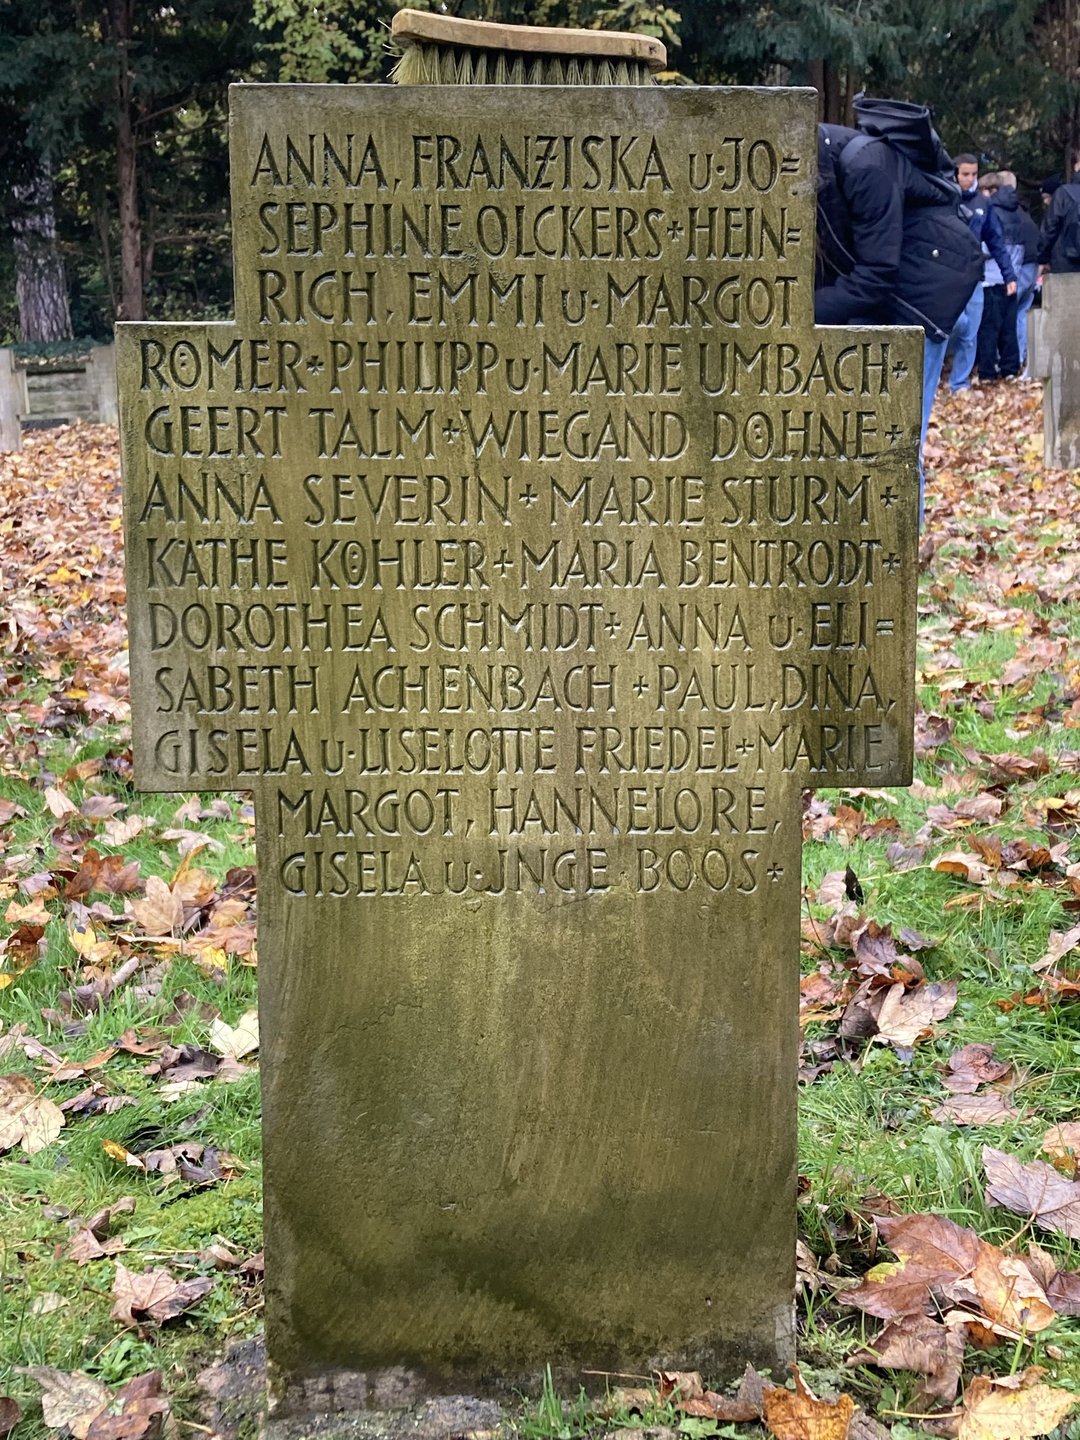 ANNA, FRANZISKA u·JO=
SEPHINE OLCKERS+HEIN=
RICH, EMMI u·MARGOT
RÖMER+PHILIPP u·MARIE UMBACH+
GEERT TALM+WIEGAND DÖHNE+
ANNA SEVERIN+MARIE STURM+
KÄTHE KÖHLER+MARIA BENTRODT+
DOROTHEA SCHMIDT+ANNA u·ELI=
SABETH ACHENBACH+PAUL,DINA,
GISELA u·LISELOTTE FRIEDEL+MARIE,
MARGOT, HANNELORE,
GISELA u·JNGE BOOS+